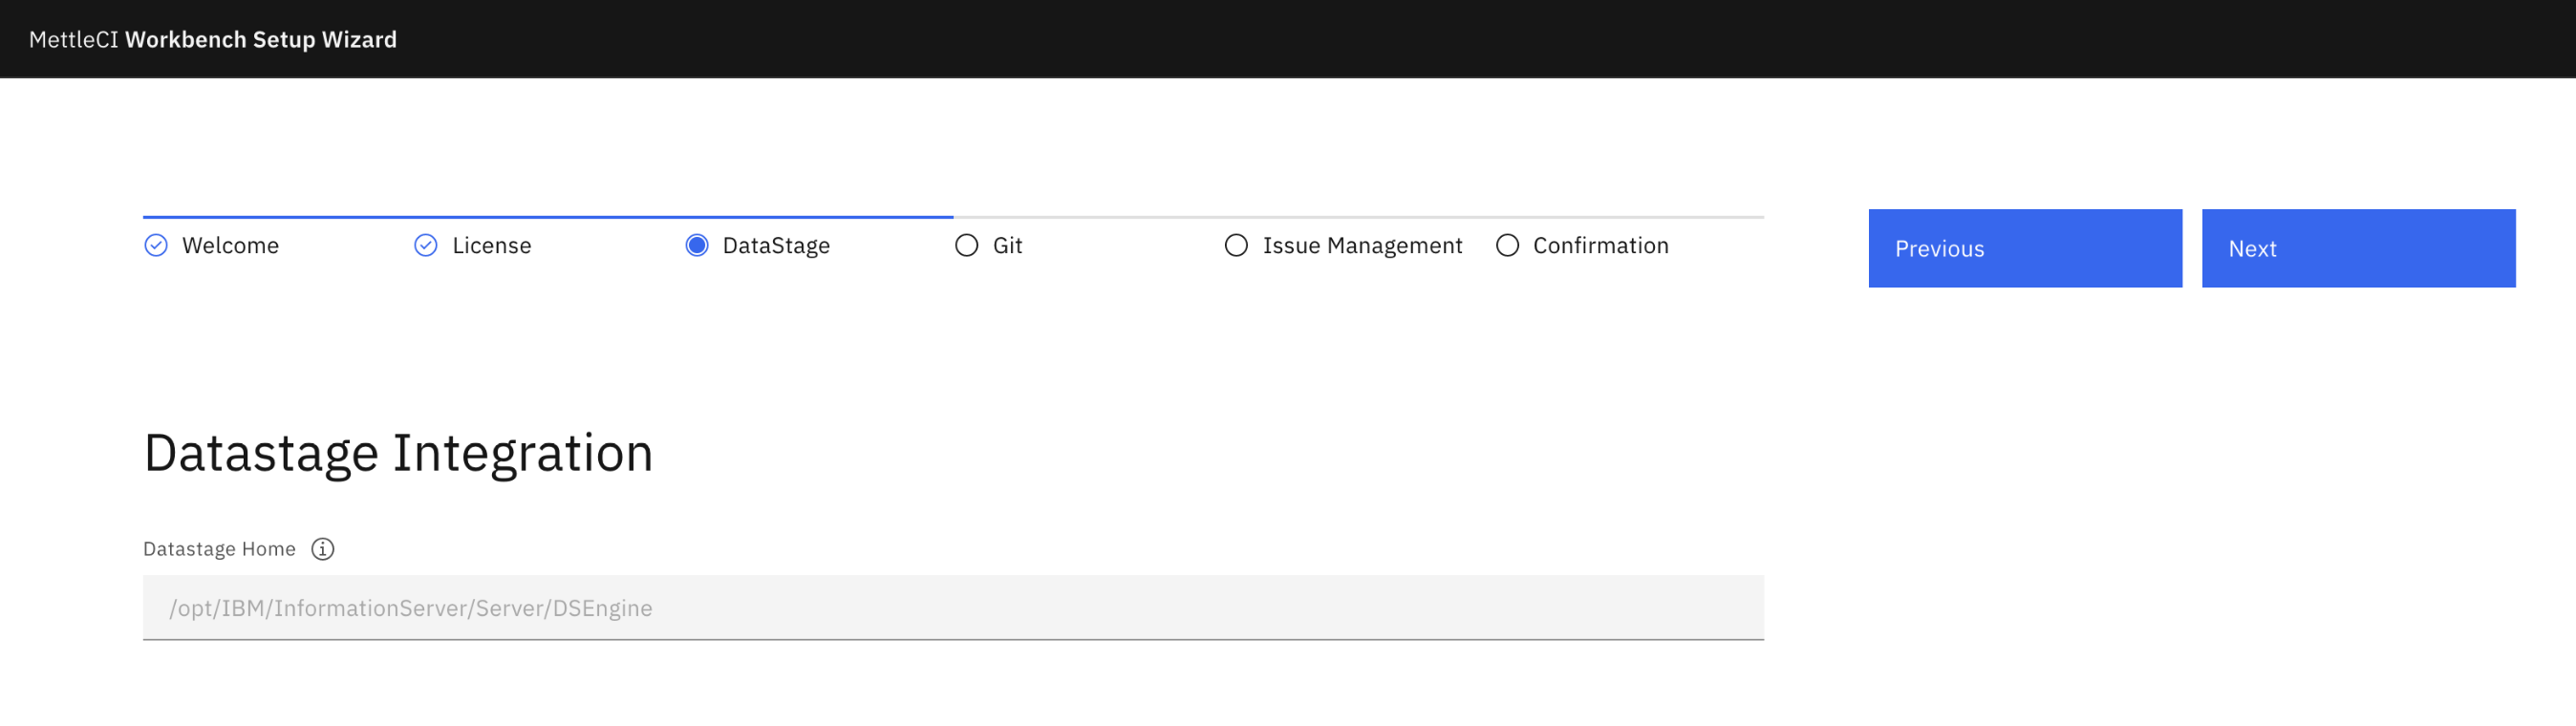 MettleCI Workbench Setup Wizard
Welcome License DataStage Git Issue Management Confirmation Previous Next
Datastage Integration
Datastage Home
/opt/IBM/InformationServer/Server/DSEngine